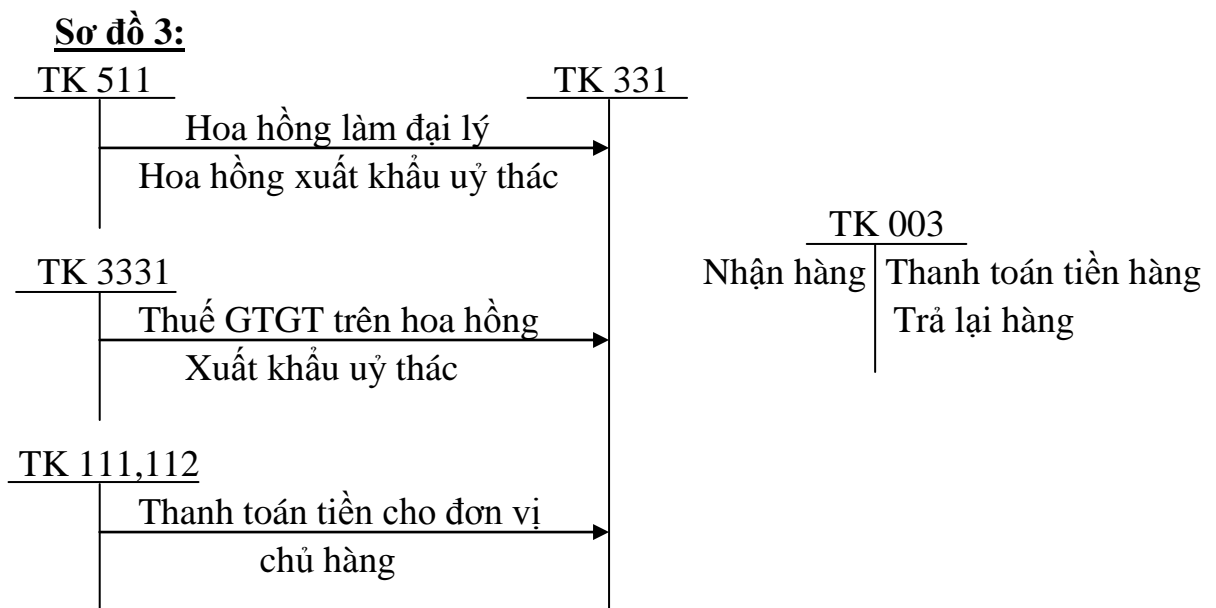 Sơ đồ 3:
TK 511
TK 331
Hoa hồng làm đại lý
Hoa hồng xuất khẩu uỷ thác
TK 003
Nhận hàng
Thanh toán tiền hàng
Trả lại hàng
TK 3331
Thuế GTGT trên hoa hồng
Xuất khẩu uỷ thác
TK 111,112
Thanh toán tiền cho đơn vị
chủ hàng